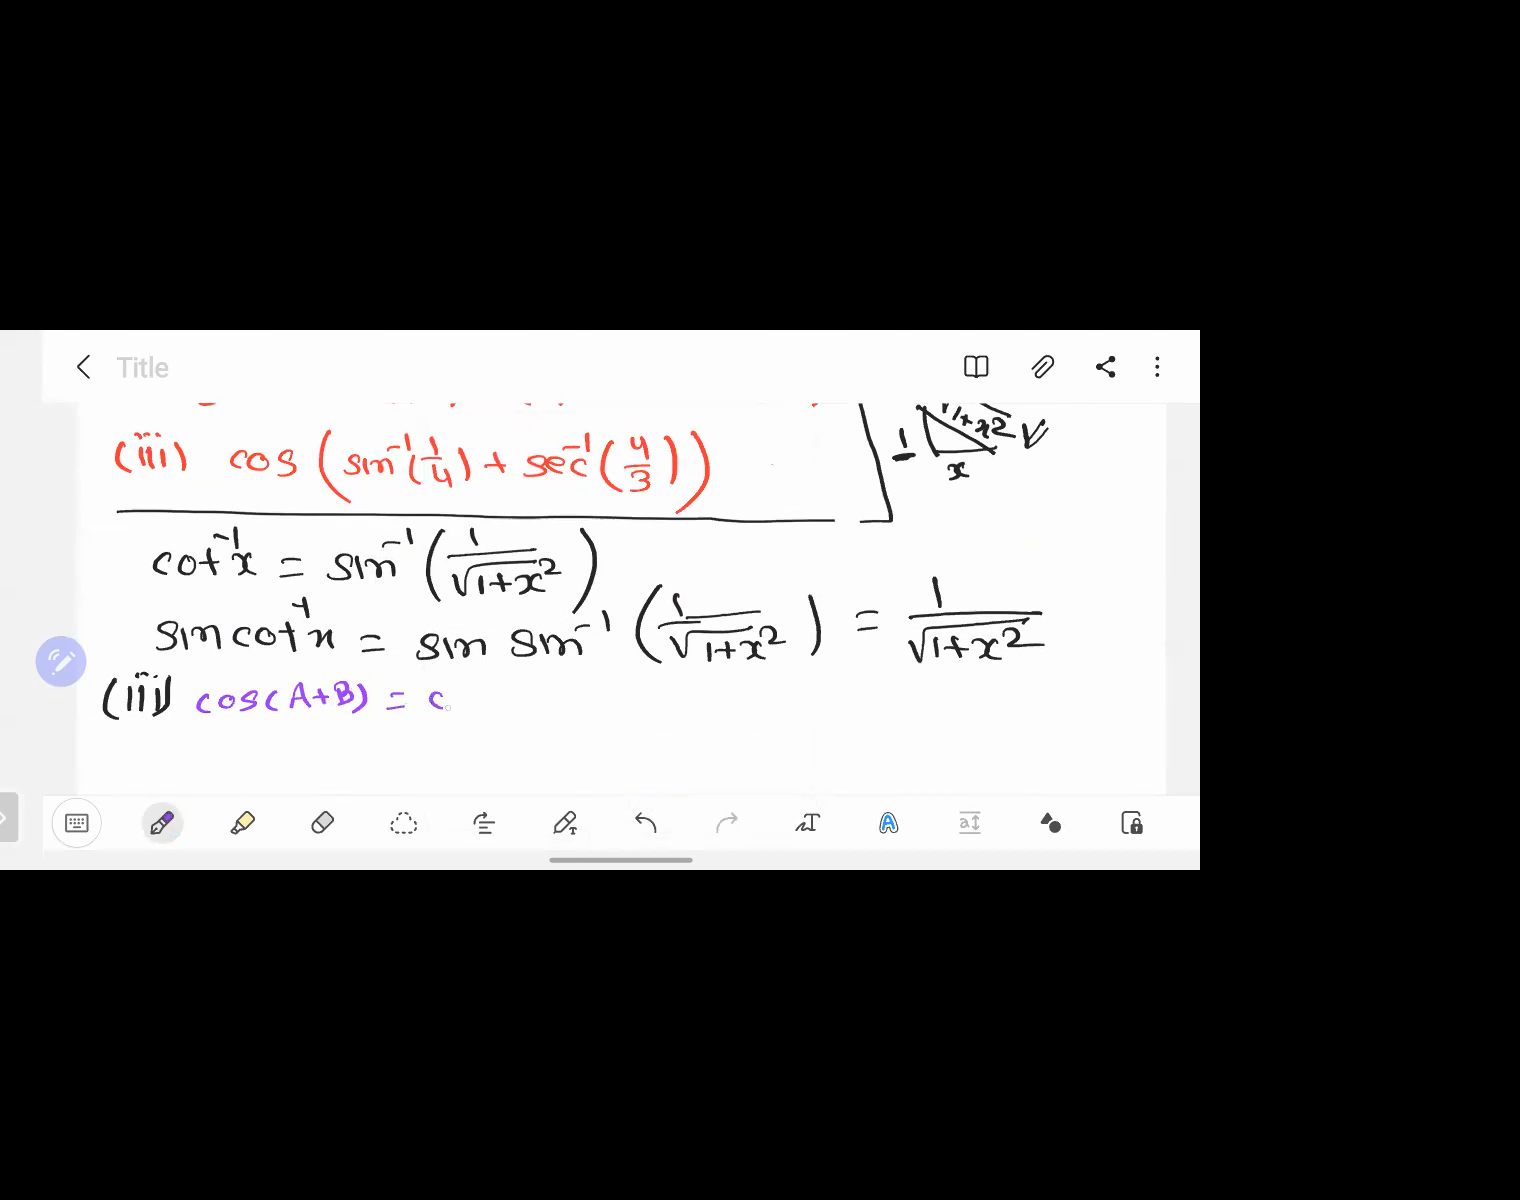 Title
(iii) cos (sin⁻¹(1/4) + sec⁻¹(4/3))
√1+x²
1
x
cot⁻¹x = sin⁻¹(1/√1+x²)
sin cot⁻¹x = sin sin⁻¹(1/√1+x²) = 1/√1+x²
(iii) cos(A+B) = c